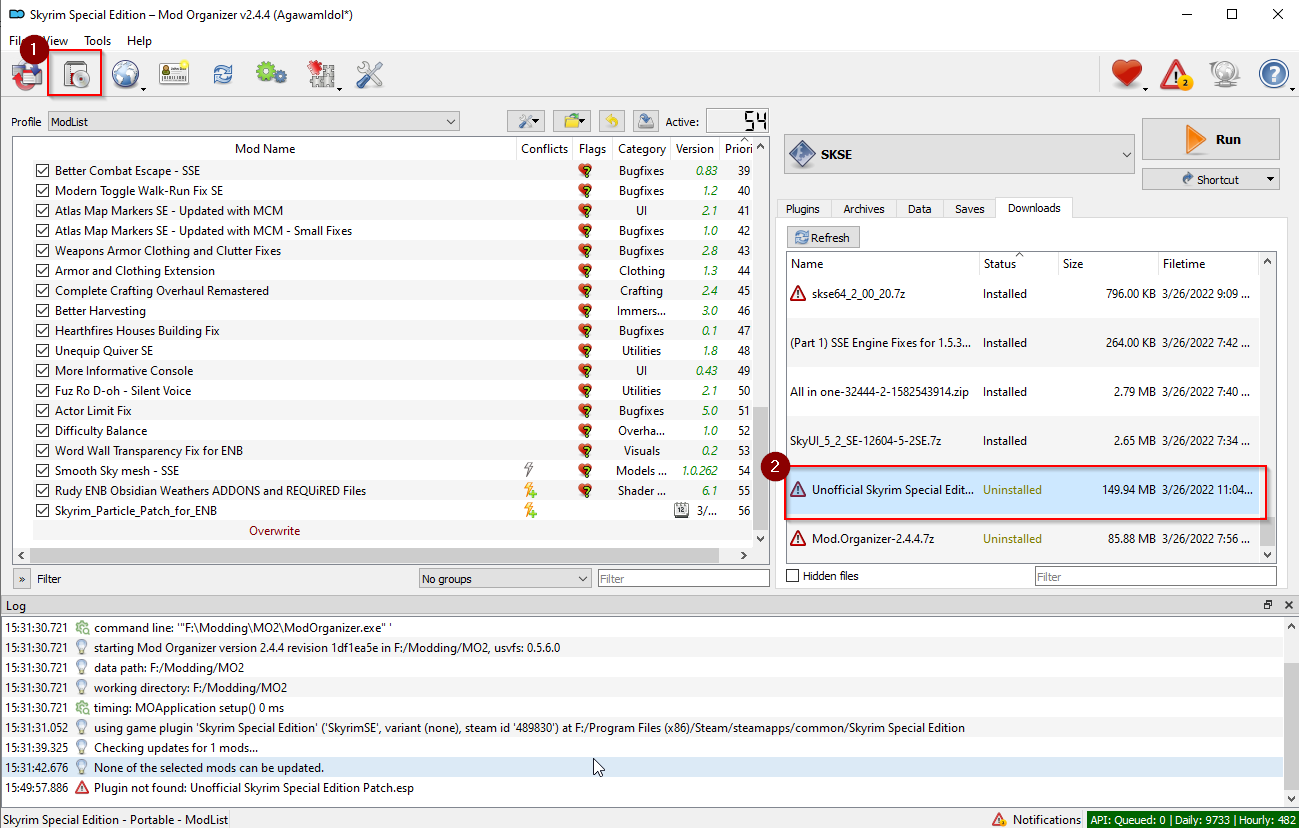 Skyrim Special Edition – Mod Organizer v2.4.4 (AgawamIdol*)
View Tools Help
1
Profile ModList Active: 54
Mod Name Conflicts Flags Category Version Priori
Better Combat Escape - SSE Bugfixes 0.83 39
Modern Toggle Walk-Run Fix SE Bugfixes 1.2 40
Atlas Map Markers SE - Updated with MCM UI 2.1 41
Atlas Map Markers SE - Updated with MCM - Small Fixes Bugfixes 1.0 42
Weapons Armor Clothing and Clutter Fixes Bugfixes 2.8 43
Armor and Clothing Extension Clothing 1.3 44
Complete Crafting Overhaul Remastered Crafting 2.4 45
Better Harvesting Immers... 3.0 46
Hearthfires Houses Building Fix Bugfixes 0.1 47
Unequip Quiver SE Utilities 1.8 48
More Informative Console UI 0.43 49
Fuz Ro D-oh - Silent Voice Utilities 2.1 50
Actor Limit Fix Bugfixes 5.0 51
Difficulty Balance Overha... 1.0 52
Word Wall Transparency Fix for ENB Visuals 0.2 53
Smooth Sky mesh - SSE Models ... 1.0.262 54
Rudy ENB Obsidian Weathers ADDONS and REQUiRED Files Shader ... 6.1 55
Skyrim_Particle_Patch_for_ENB 12 3/... 56
Overwrite
» Filter No groups Filter
2
SKSE Run
Shortcut
Plugins Archives Data Saves Downloads
Refresh
Name Status Size Filetime
skse64_2_00_20.7z Installed 796.00 KB 3/26/2022 9:09 ...
(Part 1) SSE Engine Fixes for 1.5.3... Installed 264.00 KB 3/26/2022 7:42 ...
All in one-32444-2-1582543914.zip Installed 2.79 MB 3/26/2022 7:40 ...
SkyUI_5_2_SE-12604-5-2SE.7z Installed 2.65 MB 3/26/2022 7:34 ...
2
Unofficial Skyrim Special Edit... Uninstalled 149.94 MB 3/26/2022 11:04...
Mod.Organizer-2.4.4.7z Uninstalled 85.88 MB 3/26/2022 7:56 ...
Hidden files Filter
Log
15:31:30.721 command line: '"F:\Modding\MO2\ModOrganizer.exe" '
15:31:30.721 starting Mod Organizer version 2.4.4 revision 1df1ea5e in F:/Modding/MO2, usvfs: 0.5.6.0
15:31:30.721 data path: F:/Modding/MO2
15:31:30.721 working directory: F:/Modding/MO2
15:31:30.721 timing: MOApplication setup() 0 ms
15:31:31.052 using game plugin 'Skyrim Special Edition' ('SkyrimSE', variant (none), steam id '489830') at F:/Program Files (x86)/Steam/steamapps/common/Skyrim Special Edition
15:31:39.325 Checking updates for 1 mods...
15:31:42.676 None of the selected mods can be updated.
15:49:57.886 Plugin not found: Unofficial Skyrim Special Edition Patch.esp
Skyrim Special Edition - Portable - ModList Notifications API: Queued: 0 | Daily: 9733 | Hourly: 482